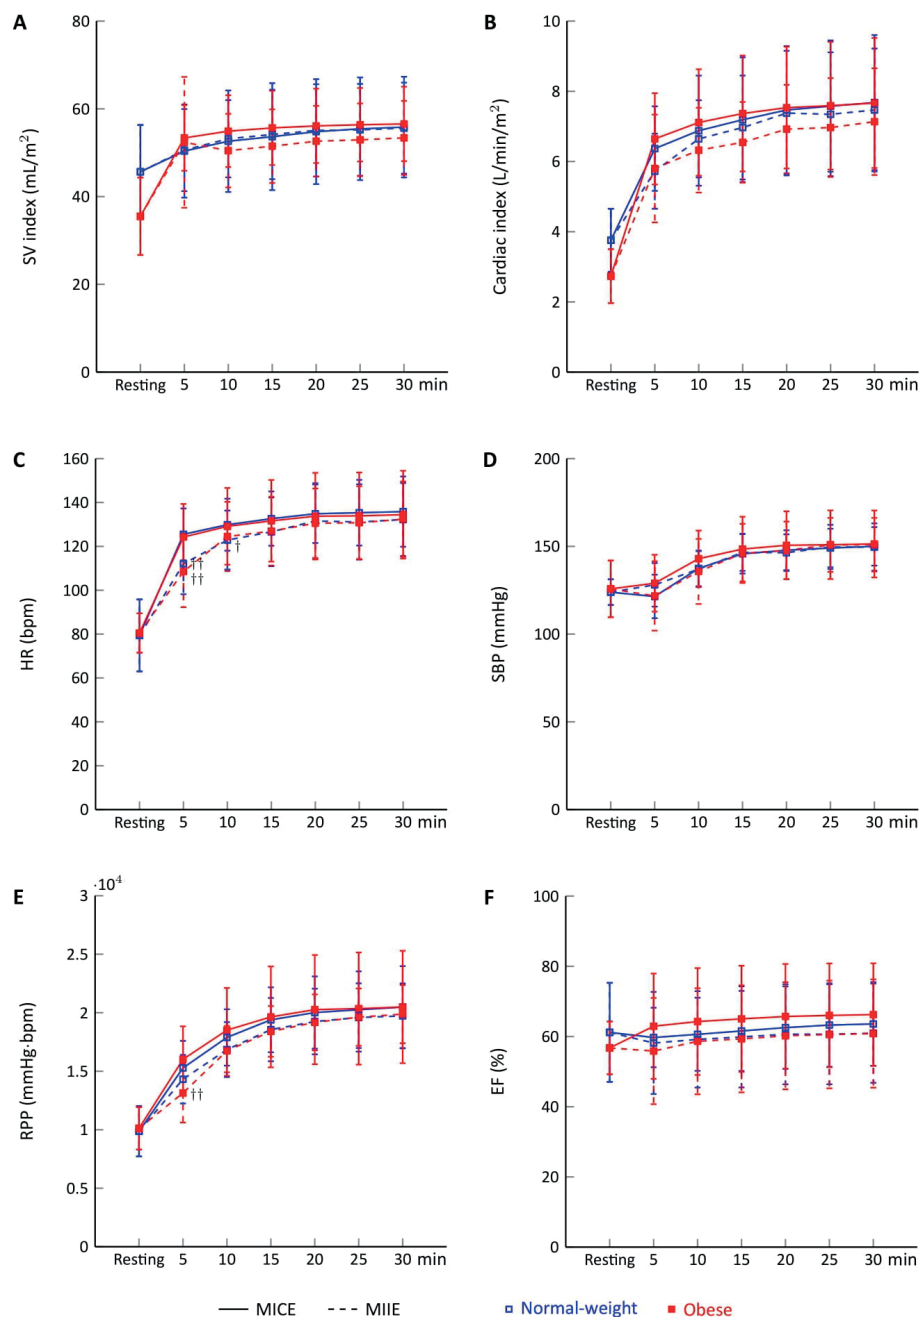 A
SV index (mL/m²)
80
60
40
20
0
Resting 5 10 15 20 25 30 min
B
Cardiac index (L/min/m²)
10
8
6
4
2
0
Resting 5 10 15 20 25 30 min
C
HR (bpm)
160
140
120
100
80
60
40
20
0
††
††
†
Resting 5 10 15 20 25 30 min
D
SBP (mmHg)
200
150
100
50
0
Resting 5 10 15 20 25 30 min
E
RPP (mmHg·bpm)
·10⁴
3
2.5
2
1.5
1
0.5
0
††
Resting 5 10 15 20 25 30 min
F
EF (%)
100
80
60
40
20
0
Resting 5 10 15 20 25 30 min
MICE MIIE Normal-weight Obese